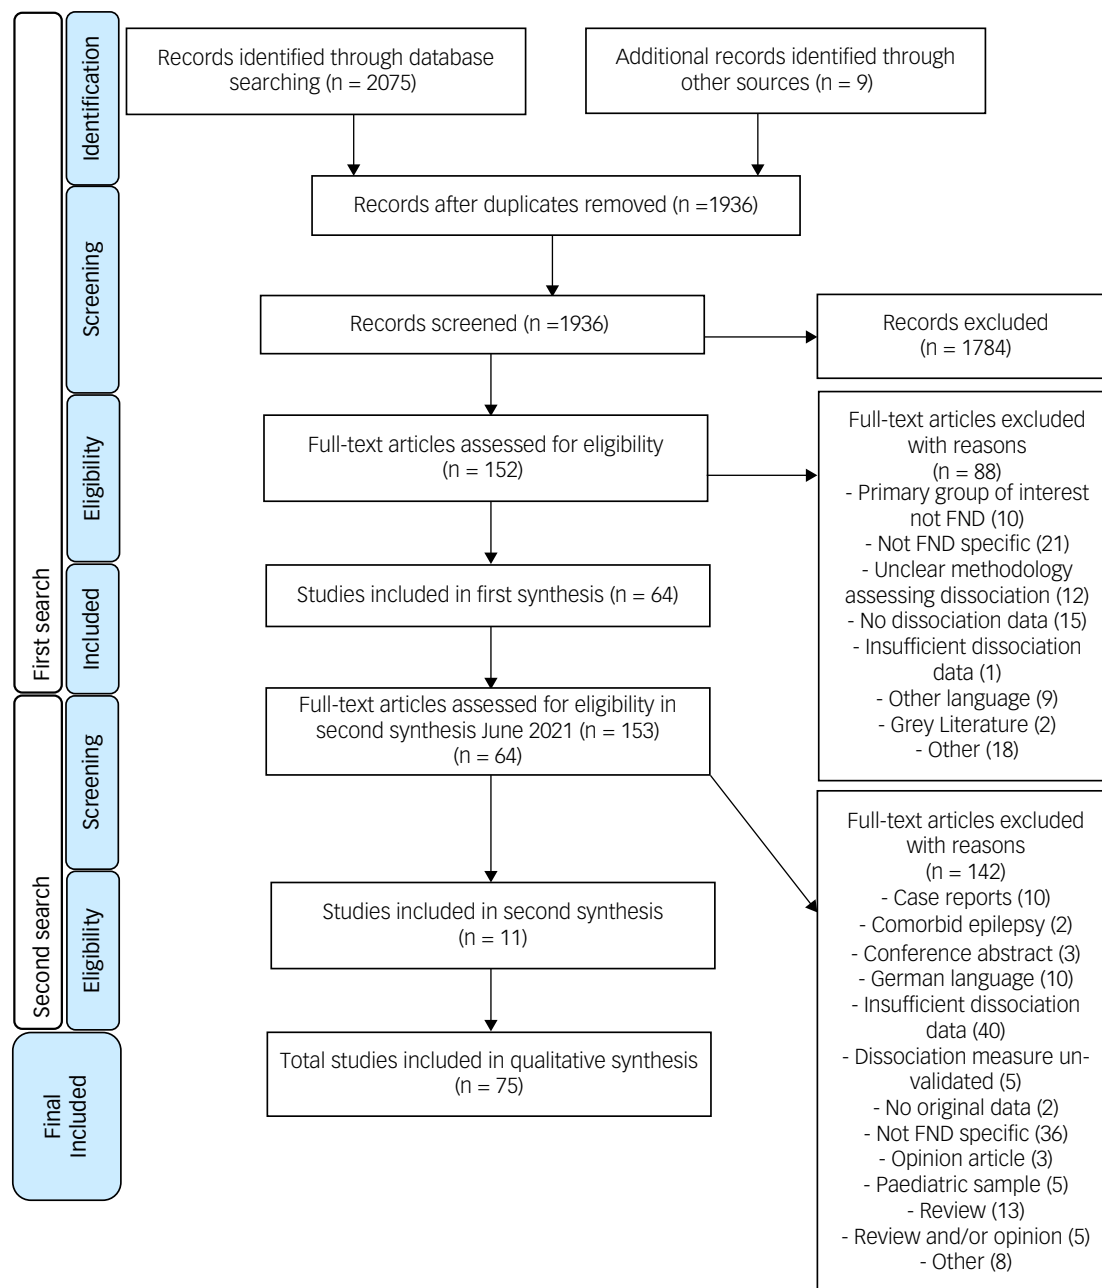 First search
Identification
Screening
Eligibility
Included
Second search
Screening
Eligibility
Final
Included
Records identified through database
searching (n = 2075)
Additional records identified through
other sources (n = 9)
Records after duplicates removed (n =1936)
Records screened (n =1936)
Records excluded
(n = 1784)
Full-text articles assessed for eligibility
(n = 152)
Full-text articles excluded
with reasons
(n = 88)
- Primary group of interest
not FND (10)
- Not FND specific (21)
- Unclear methodology
assessing dissociation (12)
- No dissociation data (15)
- Insufficient dissociation
data (1)
- Other language (9)
- Grey Literature (2)
- Other (18)
Studies included in first synthesis (n = 64)
Full-text articles assessed for eligibility in
second synthesis June 2021 (n = 153)
(n = 64)
Full-text articles excluded
with reasons
(n = 142)
- Case reports (10)
- Comorbid epilepsy (2)
- Conference abstract (3)
- German language (10)
- Insufficient dissociation
data (40)
- Dissociation measure un-
validated (5)
- No original data (2)
- Not FND specific (36)
- Opinion article (3)
- Paediatric sample (5)
- Review (13)
- Review and/or opinion (5)
- Other (8)
Studies included in second synthesis
(n = 11)
Total studies included in qualitative synthesis
(n = 75)